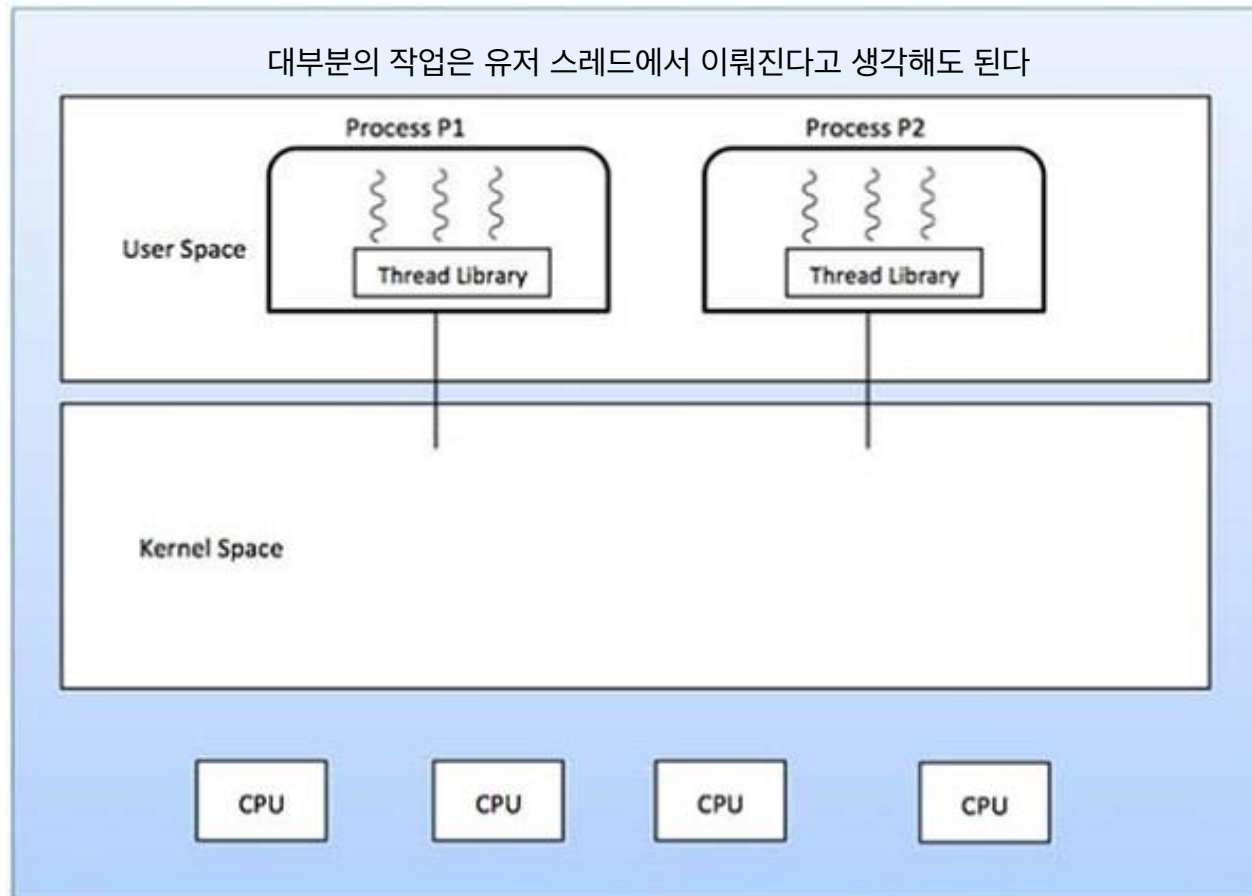 대부분의 작업은 유저 스레드에서 이뤄진다고 생각해도 된다
Process P1
Process P2
User Space
Thread Library
Thread Library
Kernel Space
CPU
CPU
CPU
CPU